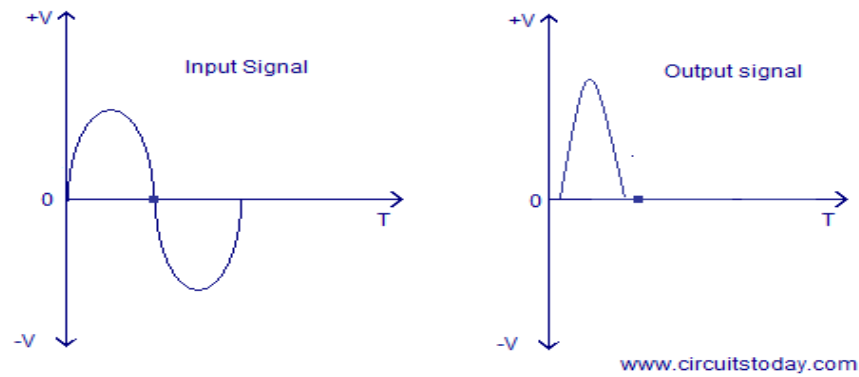 +V
Input Signal
0
T
-V
+V
Output signal
0
T
-V
www.circuitstoday.com